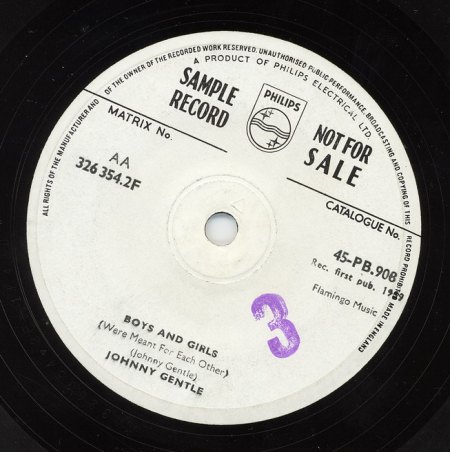 ALL RIGHTS OF THE MANUFACTURER AND OF THE OWNER OF THE RECORDED WORK RESERVED. UNAUTHORISED PUBLIC PERFORMANCE, BROADCASTING AND COPYING OF THIS RECORD PROHIBITED MADE IN ENGLAND
A PRODUCT OF PHILIPS ELECTRICAL LTD.
SAMPLE
RECORD
PHILIPS
NOT FOR
SALE
MATRIX No.
AA
326 354.2F
CATALOGUE No.
45-PB.908
Rec. first pub. 1959
Flamingo Music
3
BOYS AND GIRLS
(Were Meant For Each Other)
(Johnny Gentle)
JOHNNY GENTLE